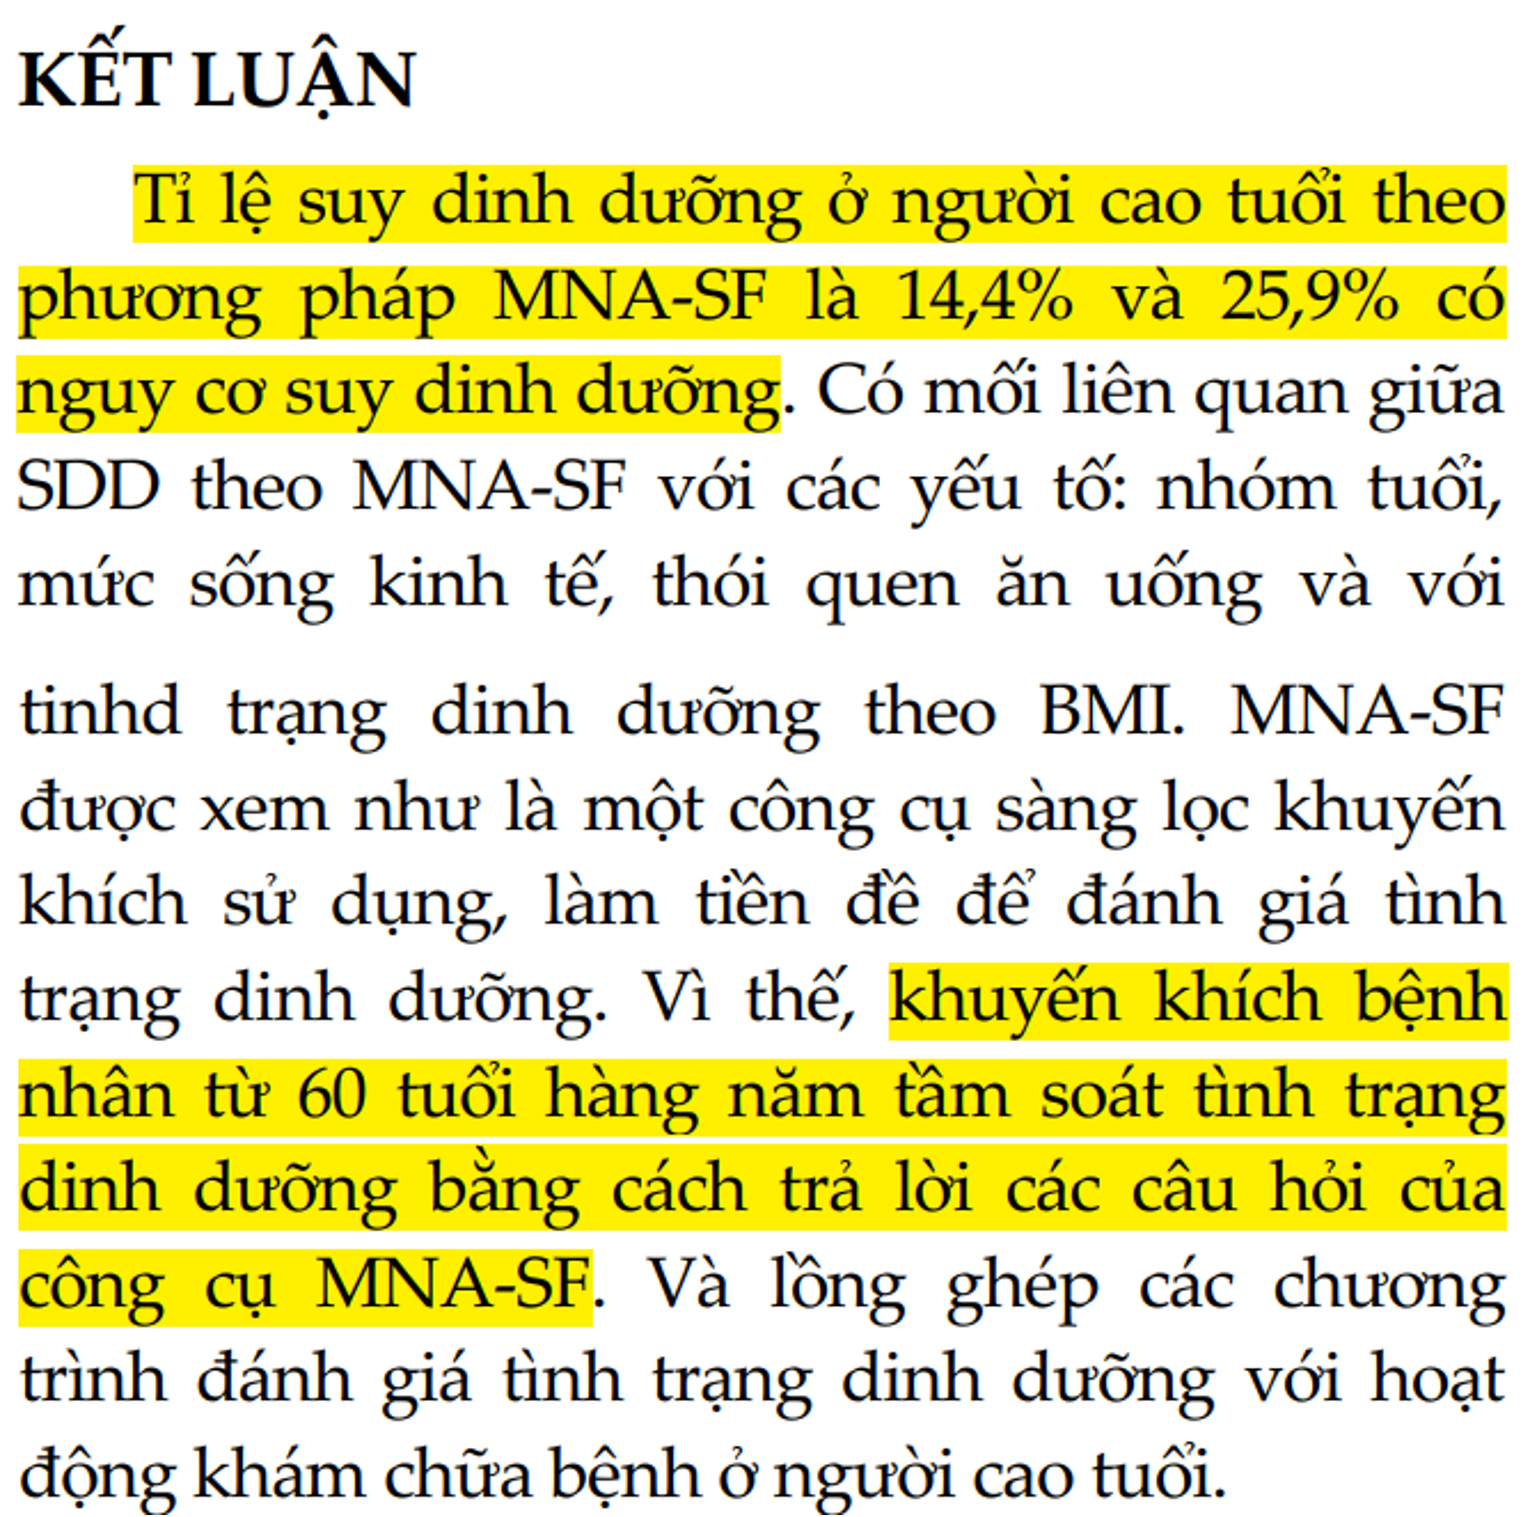 KẾT LUẬN
Tỉ lệ suy dinh dưỡng ở người cao tuổi theo
phương pháp MNA-SF là 14,4% và 25,9% có
nguy cơ suy dinh dưỡng. Có mối liên quan giữa
SDD theo MNA-SF với các yếu tố: nhóm tuổi,
mức sống kinh tế, thói quen ăn uống và với
tinhd trạng dinh dưỡng theo BMI. MNA-SF
được xem như là một công cụ sàng lọc khuyến
khích sử dụng, làm tiền đề để đánh giá tình
trạng dinh dưỡng. Vì thế, khuyến khích bệnh
nhân từ 60 tuổi hàng năm tầm soát tình trạng
dinh dưỡng bằng cách trả lời các câu hỏi của
công cụ MNA-SF. Và lồng ghép các chương
trình đánh giá tình trạng dinh dưỡng với hoạt
động khám chữa bệnh ở người cao tuổi.